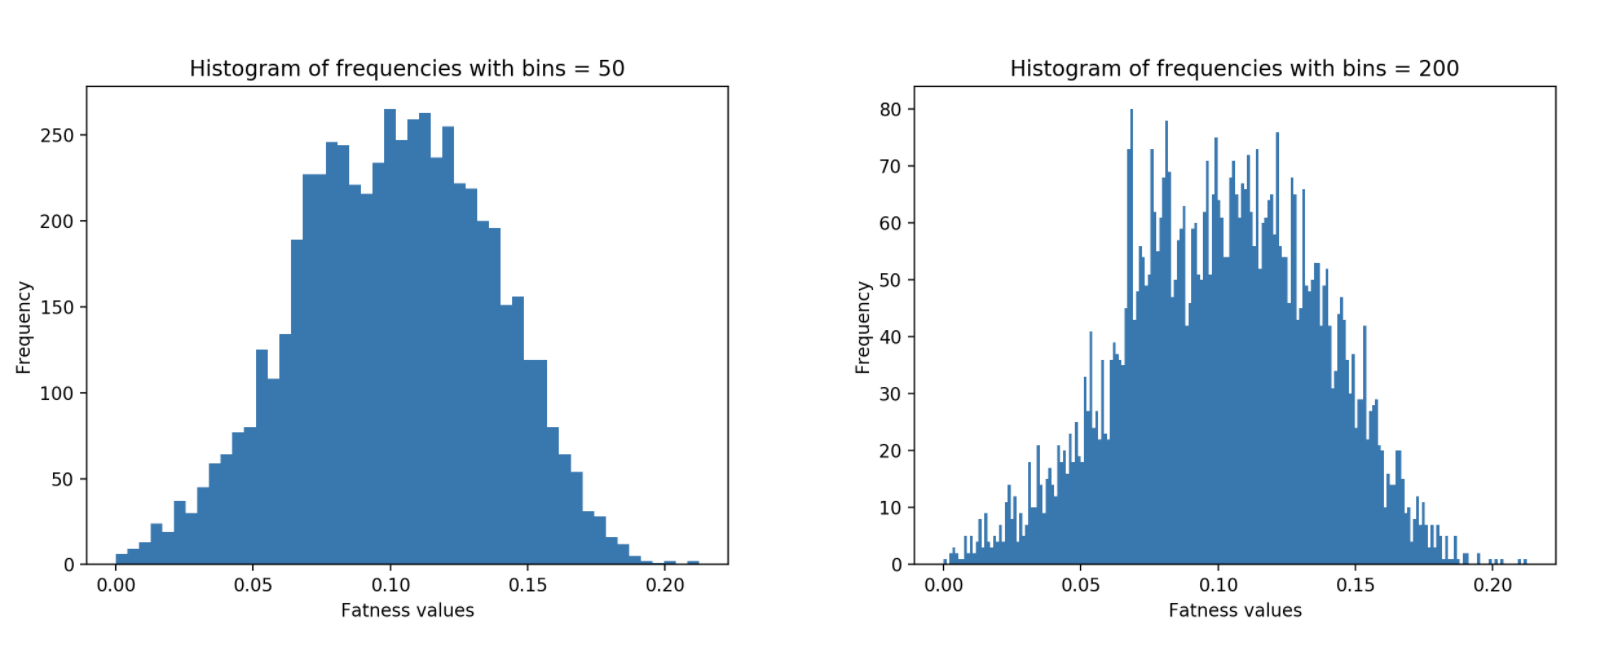 Histogram of frequencies with bins = 50
250
200
150
100
50
0
Frequency
0.00 0.05 0.10 0.15 0.20
Fatness values
Histogram of frequencies with bins = 200
80
70
60
50
40
30
20
10
0
Frequency
0.00 0.05 0.10 0.15 0.20
Fatness values